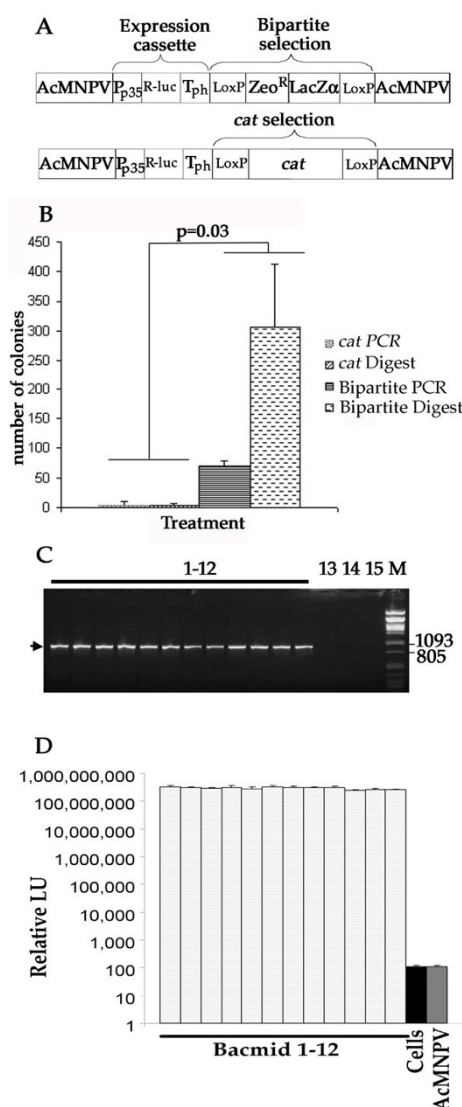 A
Expression cassette
Bipartite selection
AcMNPV Pp35 R-luc Tph LoxP ZeoR LacZα LoxP AcMNPV
cat selection
AcMNPV Pp35 R-luc Tph LoxP cat LoxP AcMNPV
B
p=0.03
450
400
350
300
250
200
150
100
50
0
number of colonies
Treatment
cat PCR
cat Digest
Bipartite PCR
Bipartite Digest
C
1-12 13 14 15 M
1093
805
D
1,000,000,000
100,000,000
10,000,000
1,000,000
100,000
10,000
1,000
100
10
1
Relative LU
Bacmid 1-12
Cells
AcMNPV